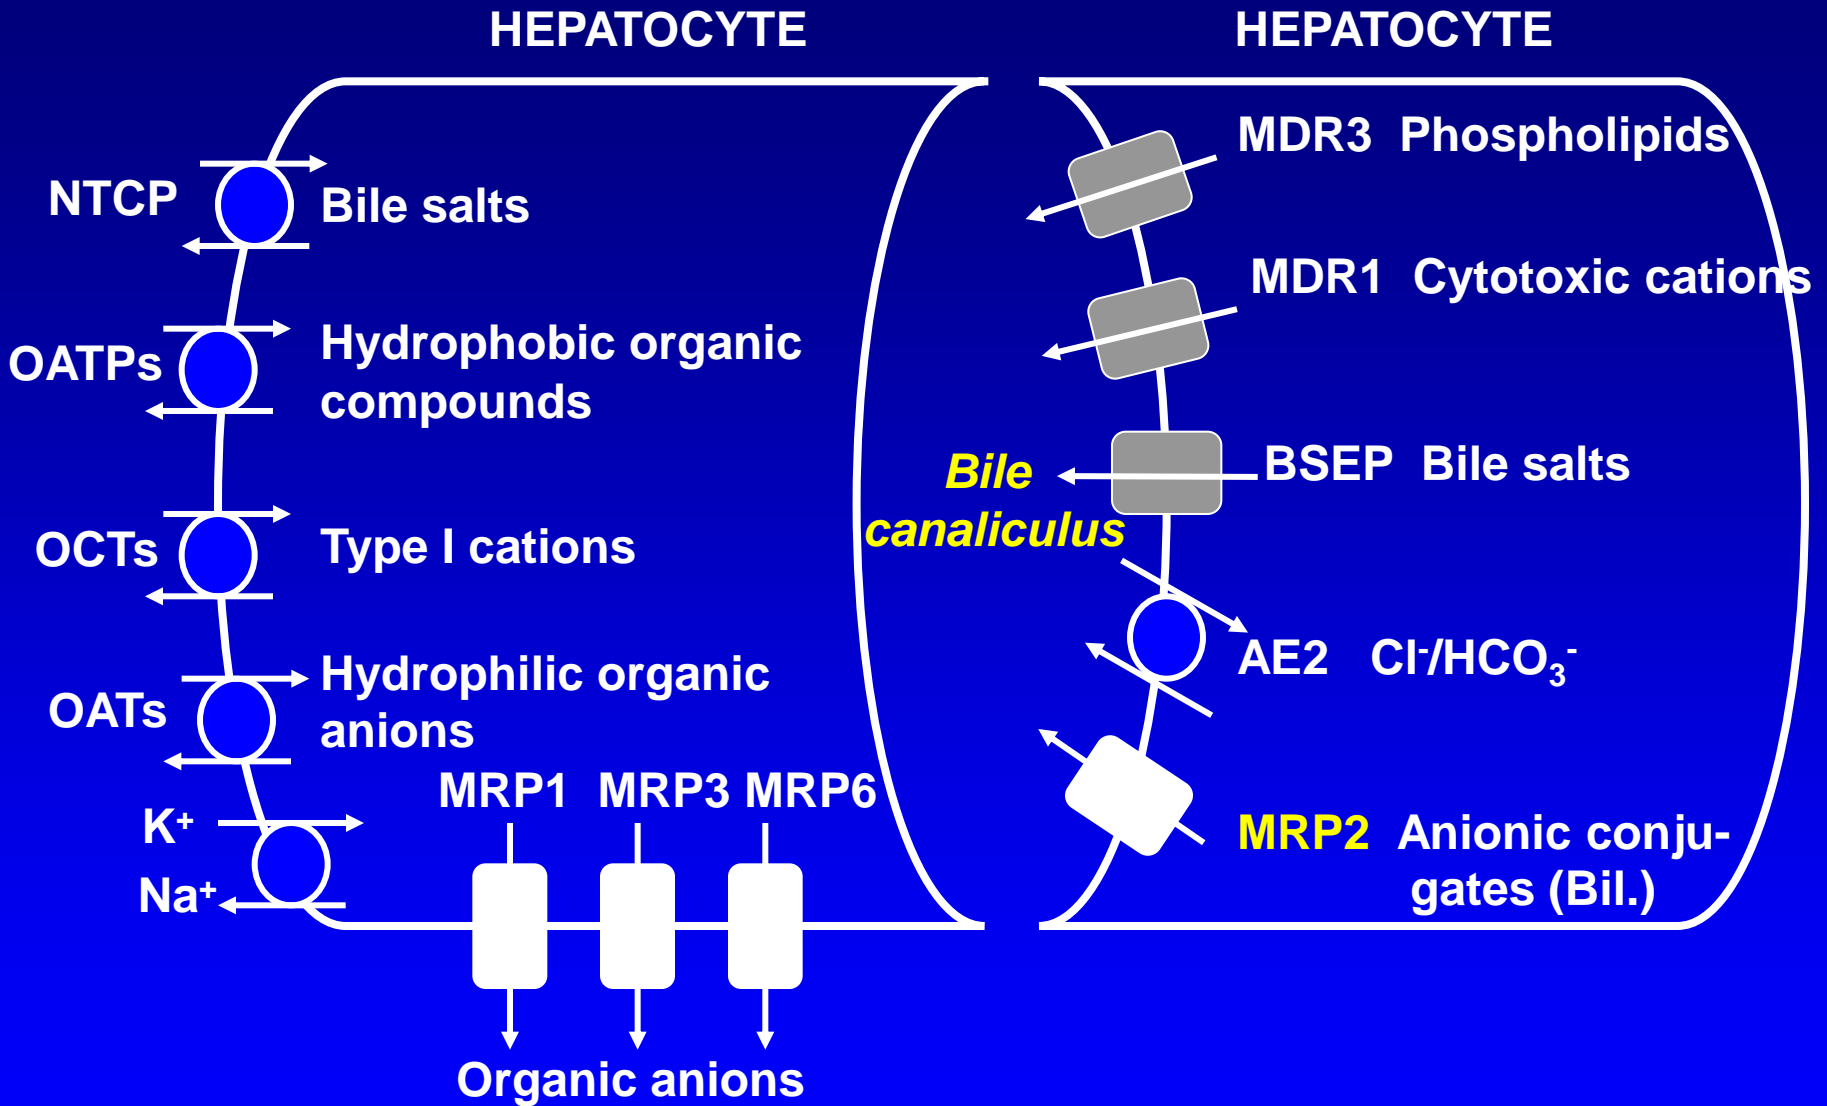 HEPATOCYTE
HEPATOCYTE
NTCP
Bile salts
OATPs
Hydrophobic organic
compounds
OCTs
Type I cations
OATs
Hydrophilic organic
anions
K⁺
Na⁺
MRP1 MRP3 MRP6
Organic anions
Bile
canaliculus
MDR3 Phospholipids
MDR1 Cytotoxic cations
BSEP Bile salts
AE2 Cl⁻/HCO₃⁻
MRP2 Anionic conju-
gates (Bil.)